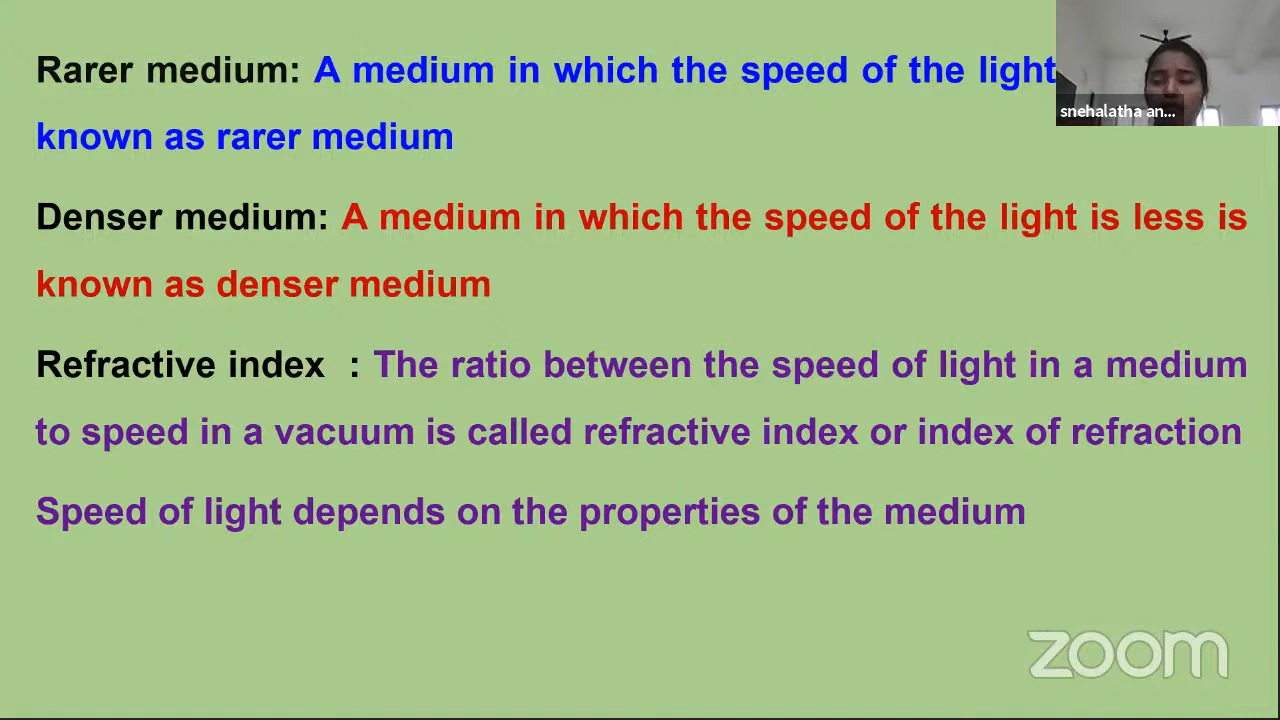 Rarer medium: A medium in which the speed of the light
known as rarer medium
Denser medium: A medium in which the speed of the light is less is
known as denser medium
Refractive index : The ratio between the speed of light in a medium
to speed in a vacuum is called refractive index or index of refraction
Speed of light depends on the properties of the medium
snehalatha an...
zoom